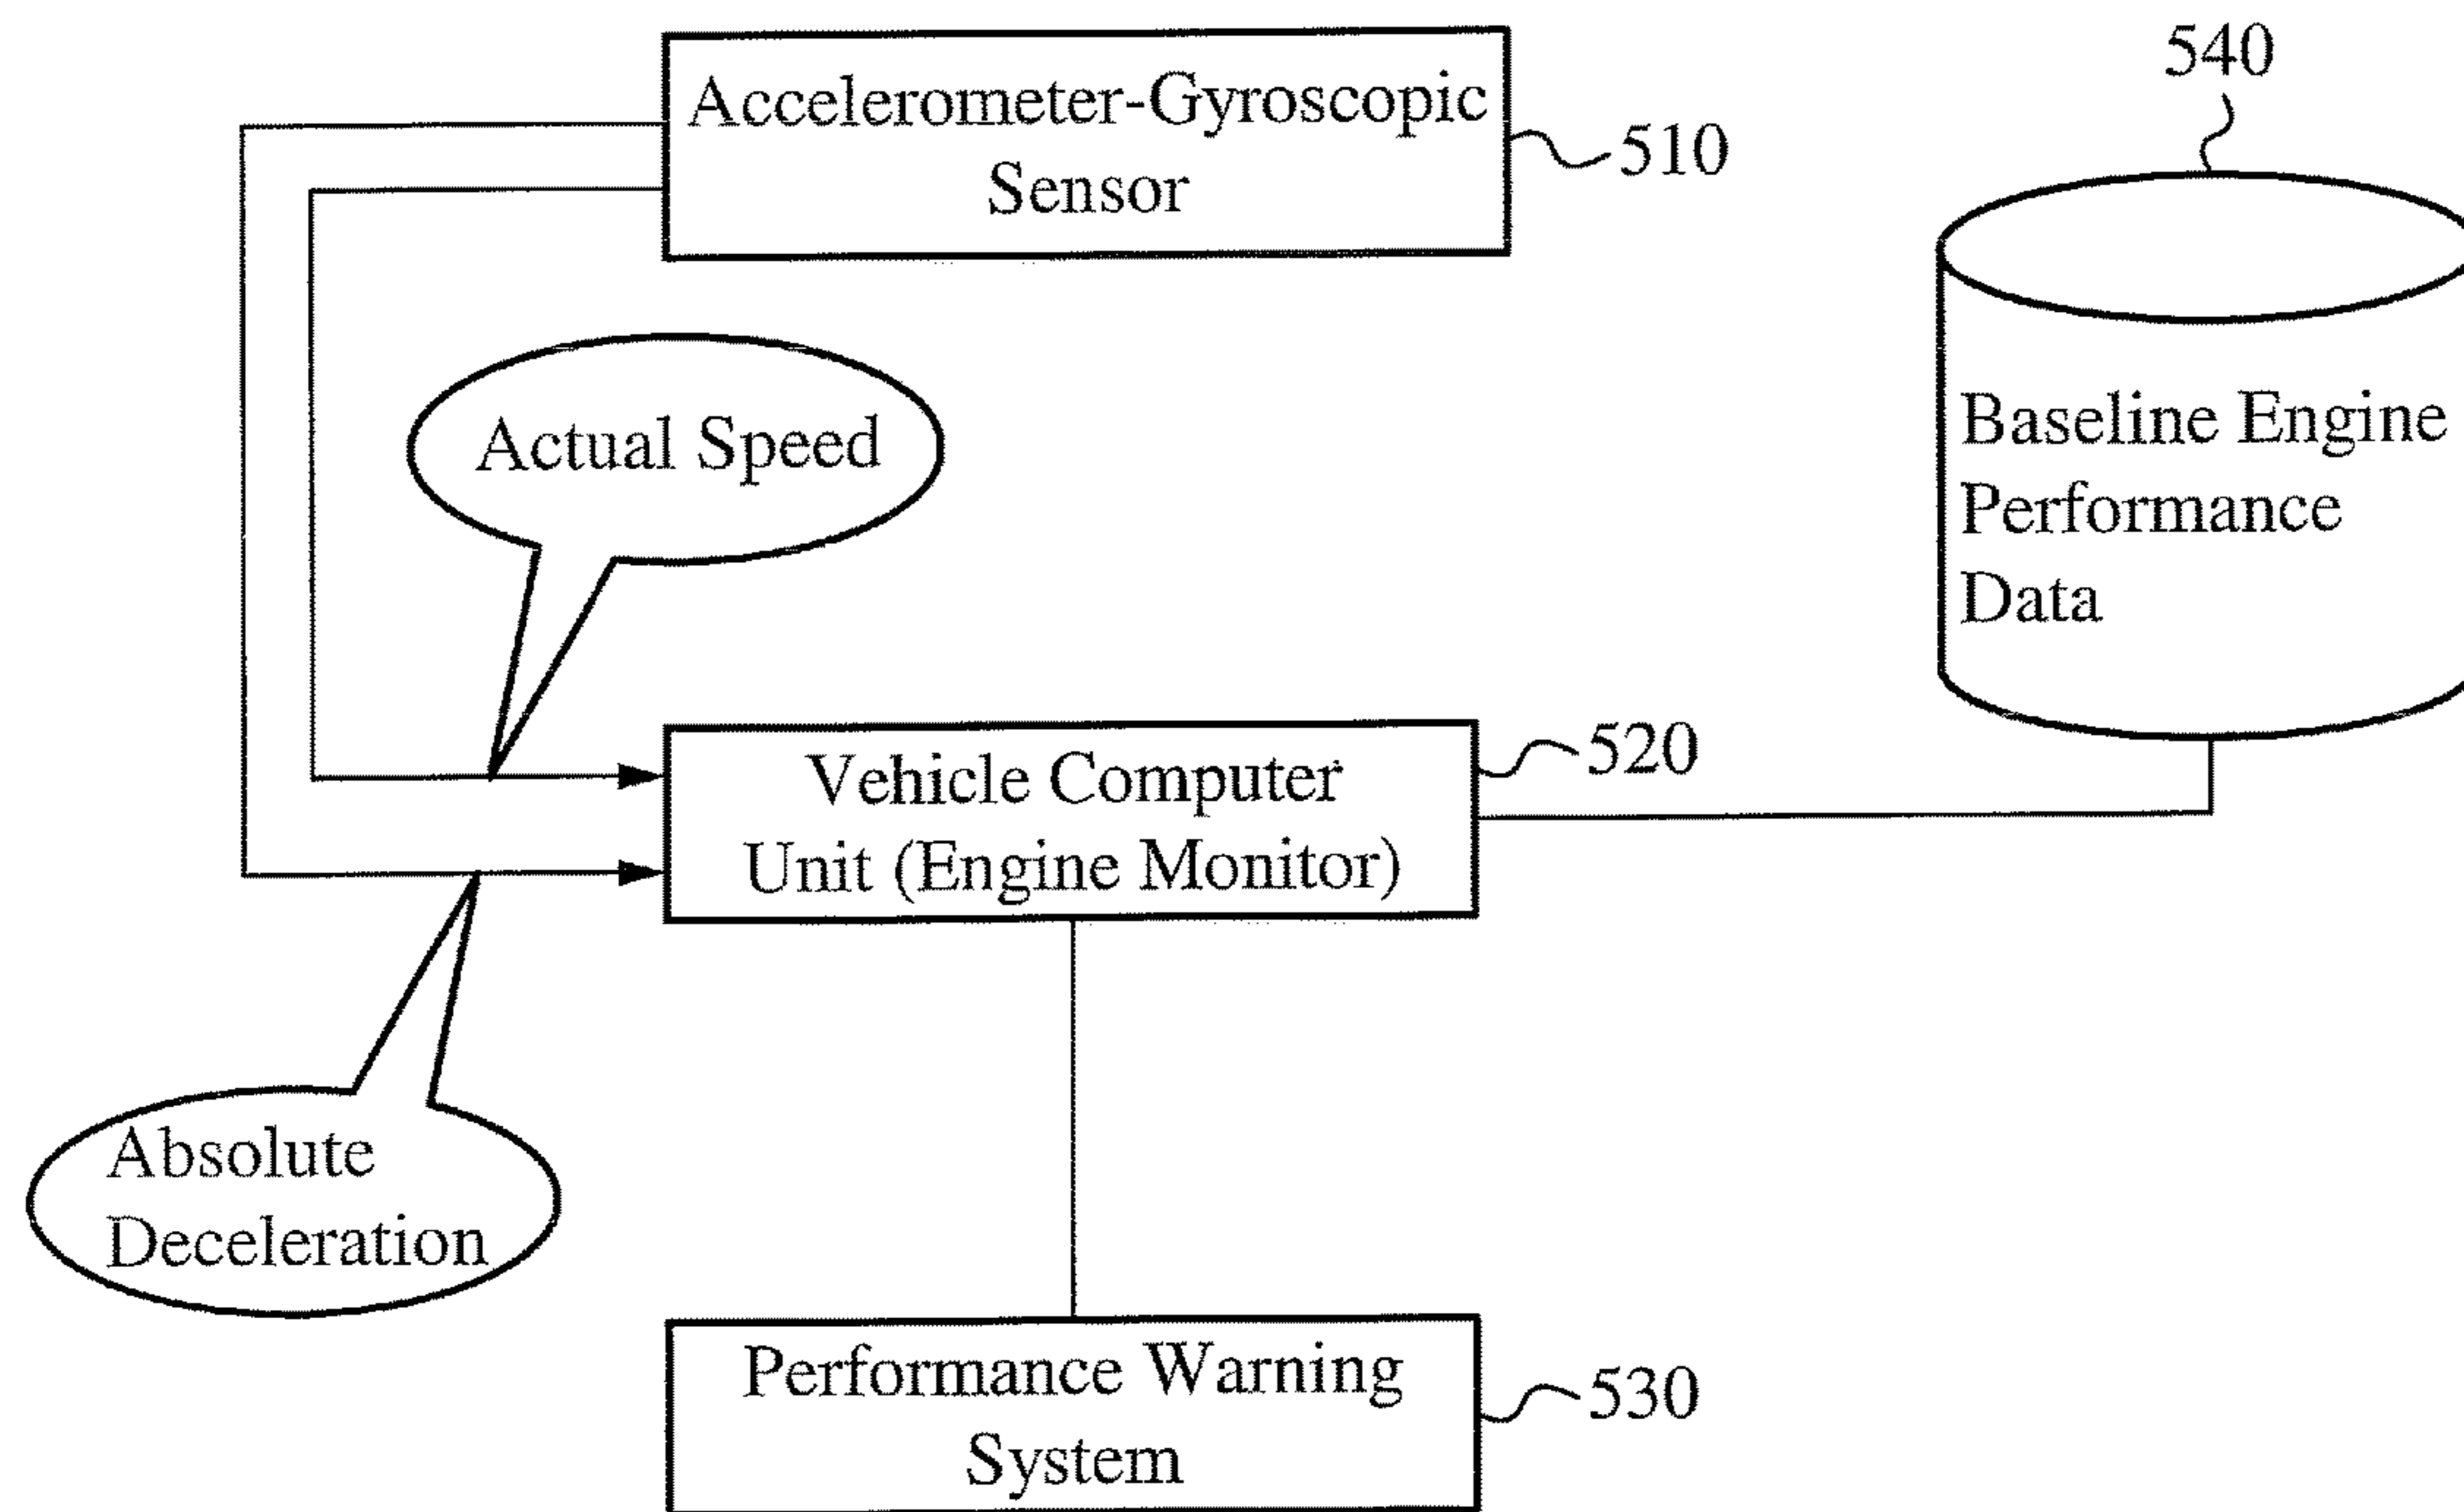 Accelerometer-Gyroscopic
Sensor
510
540
Actual Speed
Baseline Engine
Performance
Data
Vehicle Computer
Unit (Engine Monitor)
520
Absolute
Deceleration
Performance Warning
System
530